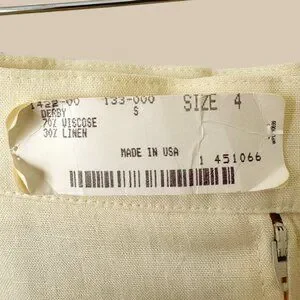 1422-00 133-000 SIZE 4
DERBY S
70% VISCOSE
30% LINEN
MADE IN USA 1 451066